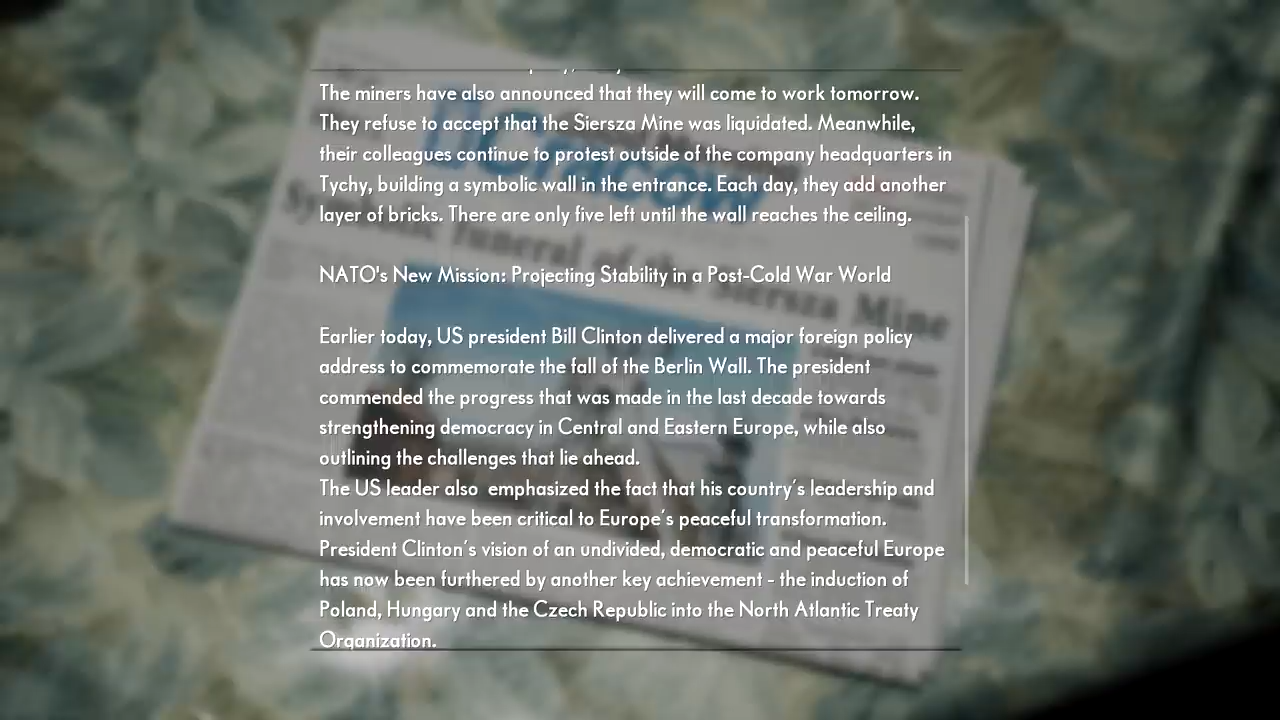 The miners have also announced that they will come to work tomorrow.
They refuse to accept that the Siersza Mine was liquidated. Meanwhile,
their colleagues continue to protest outside of the company headquarters in
Tychy, building a symbolic wall in the entrance. Each day, they add another
layer of bricks. There are only five left until the wall reaches the ceiling.
NATO's New Mission: Projecting Stability in a Post-Cold War World
Earlier today, US president Bill Clinton delivered a major foreign policy
address to commemorate the fall of the Berlin Wall. The president
commended the progress that was made in the last decade towards
strengthening democracy in Central and Eastern Europe, while also
outlining the challenges that lie ahead.
The US leader also  emphasized the fact that his country´s leadership and
involvement have been critical to Europe´s peaceful transformation.
President Clinton´s vision of an undivided, democratic and peaceful Europe
has now been furthered by another key achievement - the induction of
Poland, Hungary and the Czech Republic into the North Atlantic Treaty
Organization.
funeral of the Siersza Mine